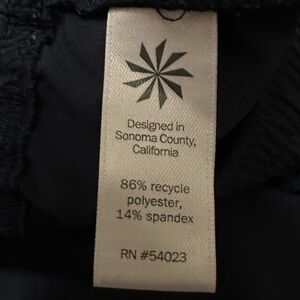 Designed in
Sonoma County,
California
86% recycle
polyester,
14% spandex
RN #54023